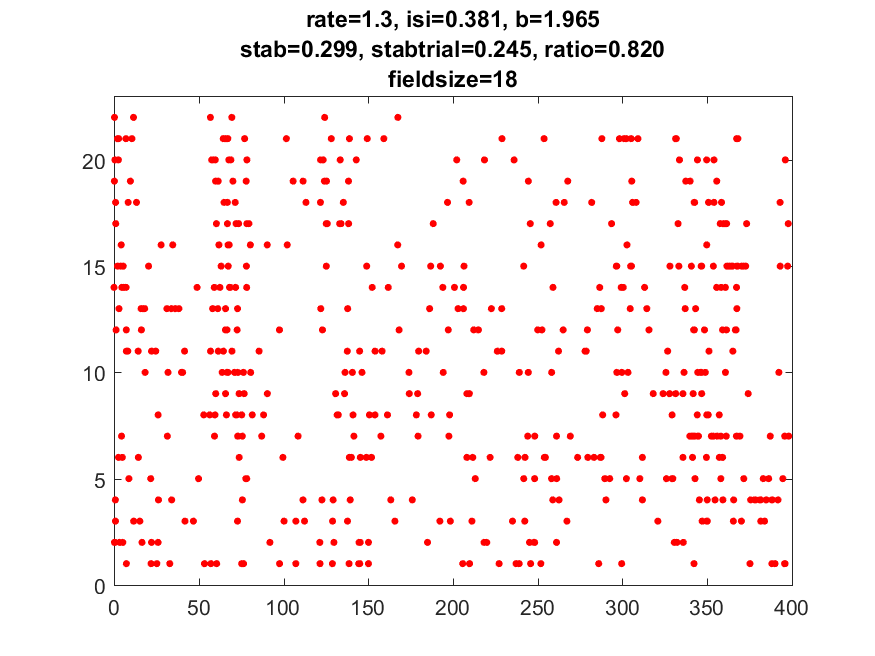 rate=1.3, isi=0.381, b=1.965
stab=0.299, stabtrial=0.245, ratio=0.820
fieldsize=18
20
15
10
5
0
0 50 100 150 200 250 300 350 400